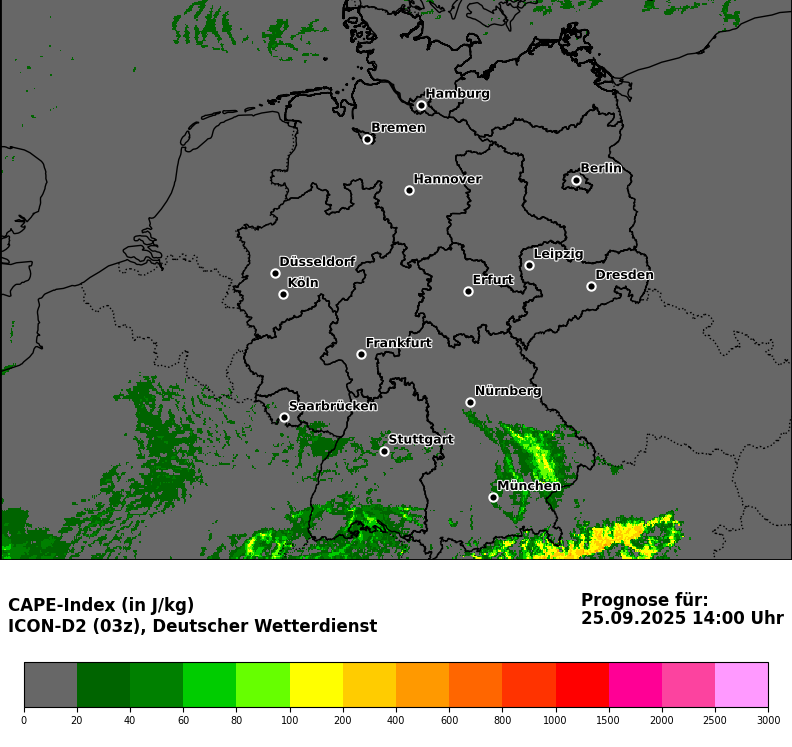 Hamburg
Bremen
Berlin
Hannover
Leipzig
Düsseldorf
Dresden
Köln
Erfurt
Frankfurt
Nürnberg
Saarbrücken
Stuttgart
München
CAPE-Index (in J/kg)
ICON-D2 (03z), Deutscher Wetterdienst
Prognose für:
25.09.2025 14:00 Uhr
0 20 40 60 80 100 200 400 600 800 1000 1500 2000 2500 3000